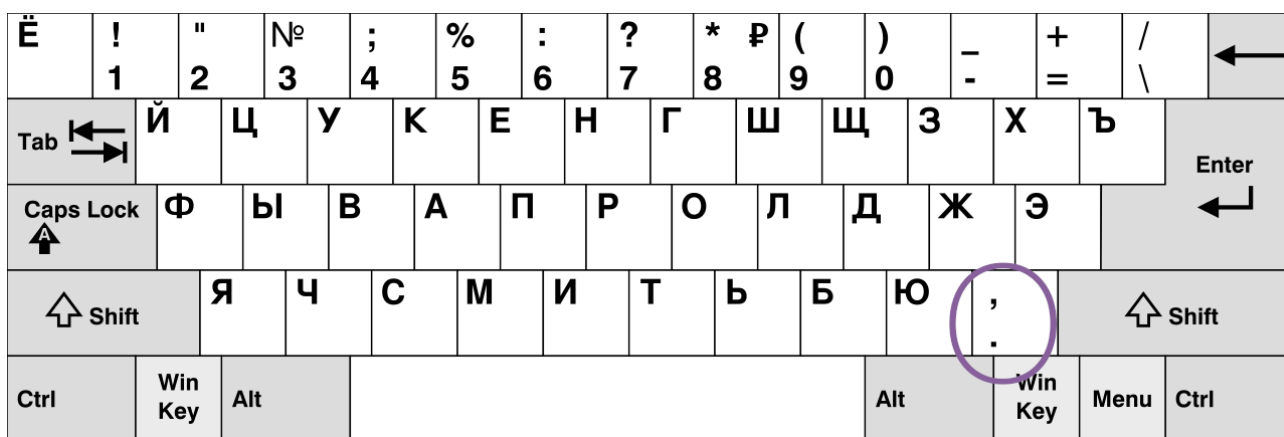 Ё ! 1 " 2 № 3 ; 4 % 5 : 6 ? 7 * ₽ 8 ( 9 ) 0 _ - + = / \
Tab Й Ц У К Е Н Г Ш Щ З Х Ъ Enter
Caps Lock A Ф Ы В А П Р О Л Д Ж Э
Shift Я Ч С М И Т Ь Б Ю , . Shift
Ctrl Win Key Alt Alt Win Key Menu Ctrl